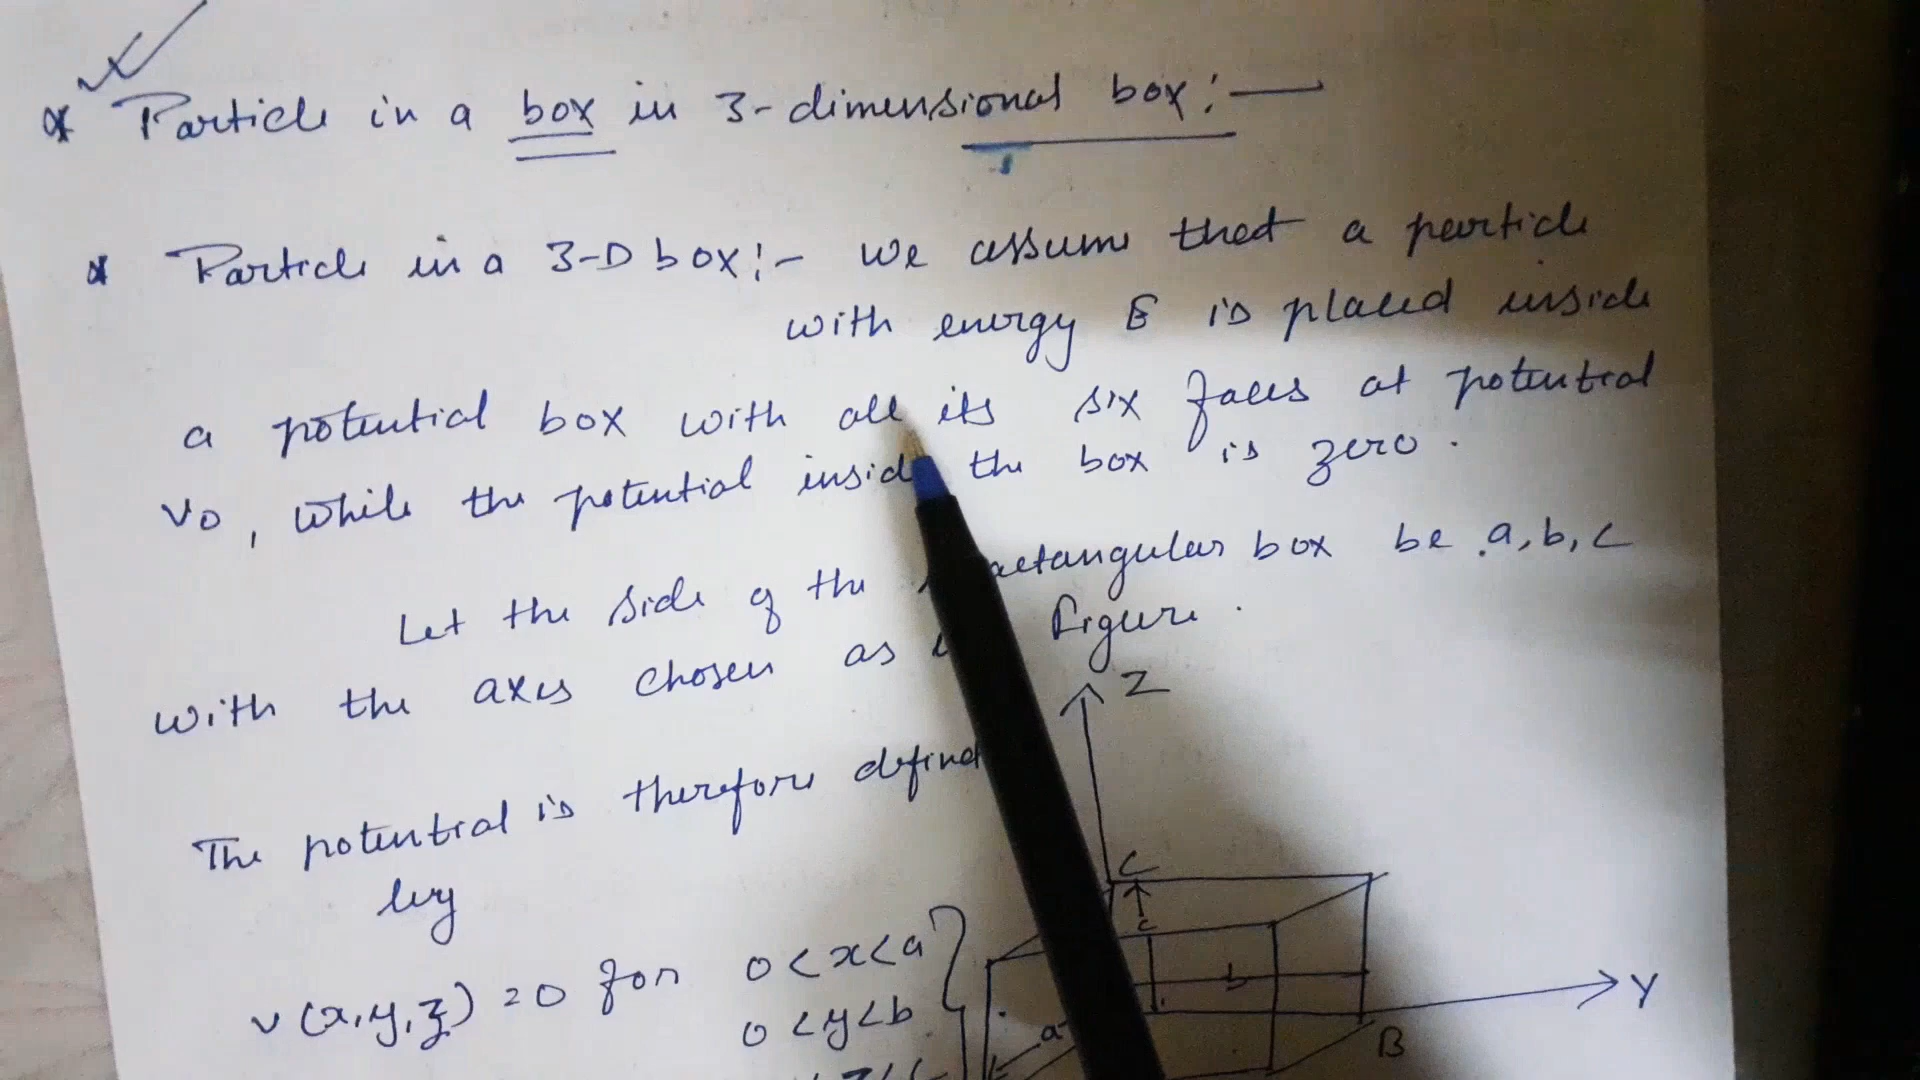 * Particle in a box in 3-dimensional box:—
* Particle in a 3-D box:- We assume that a particle
with energy E is placed inside
a potential box with all its six faces at potential
V0, while the potential inside the box is zero.
Let the side of the rectangular box be a, b, c
with the axis chosen as figure.
Z
The potential is therefore defined
by
C
c
v(x,y,z) = 0 for 0<x<a
b
Y
0<y<b
a
B